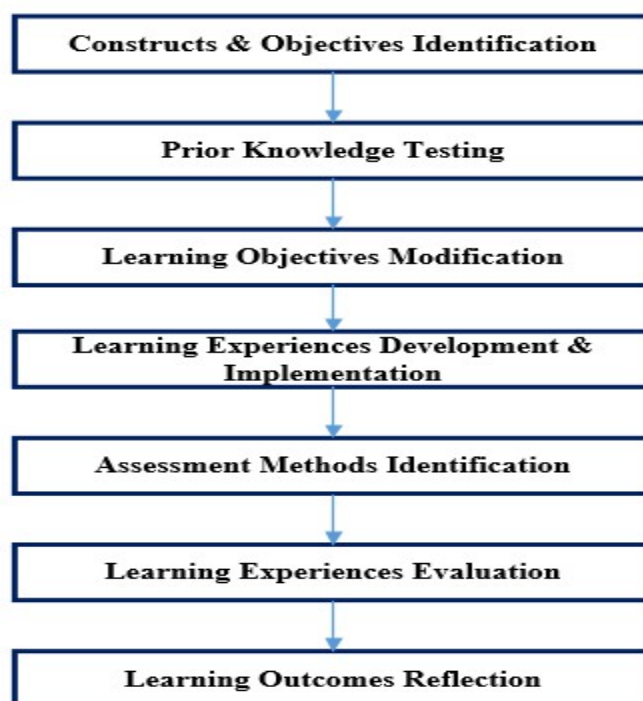 Constructs & Objectives Identification
Prior Knowledge Testing
Learning Objectives Modification
Learning Experiences Development &
Implementation
Assessment Methods Identification
Learning Experiences Evaluation
Learning Outcomes Reflection